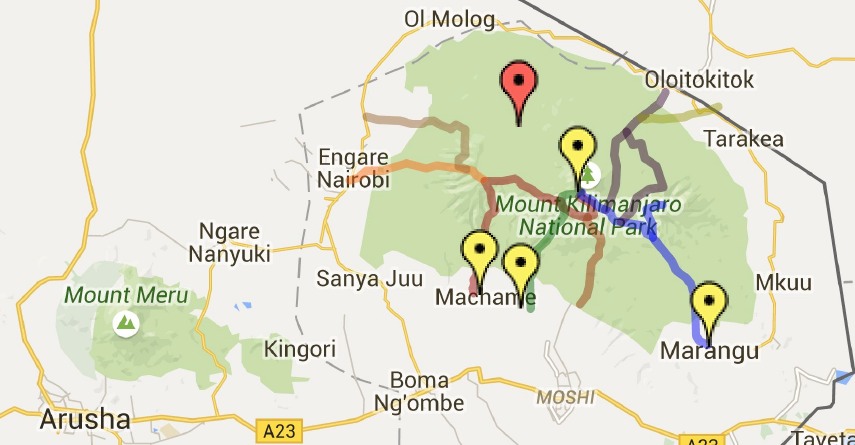 Ol Molog
Oloitokitok
Tarakea
Engare
Nairobi
Mount Kilimanjaro
National Park
Ngare
Nanyuki
Sanya Juu
Machame
Mkuu
Mount Meru
Kingori
Marangu
Boma
Ng'ombe
MOSHI
Arusha
A23
A23
Taveta